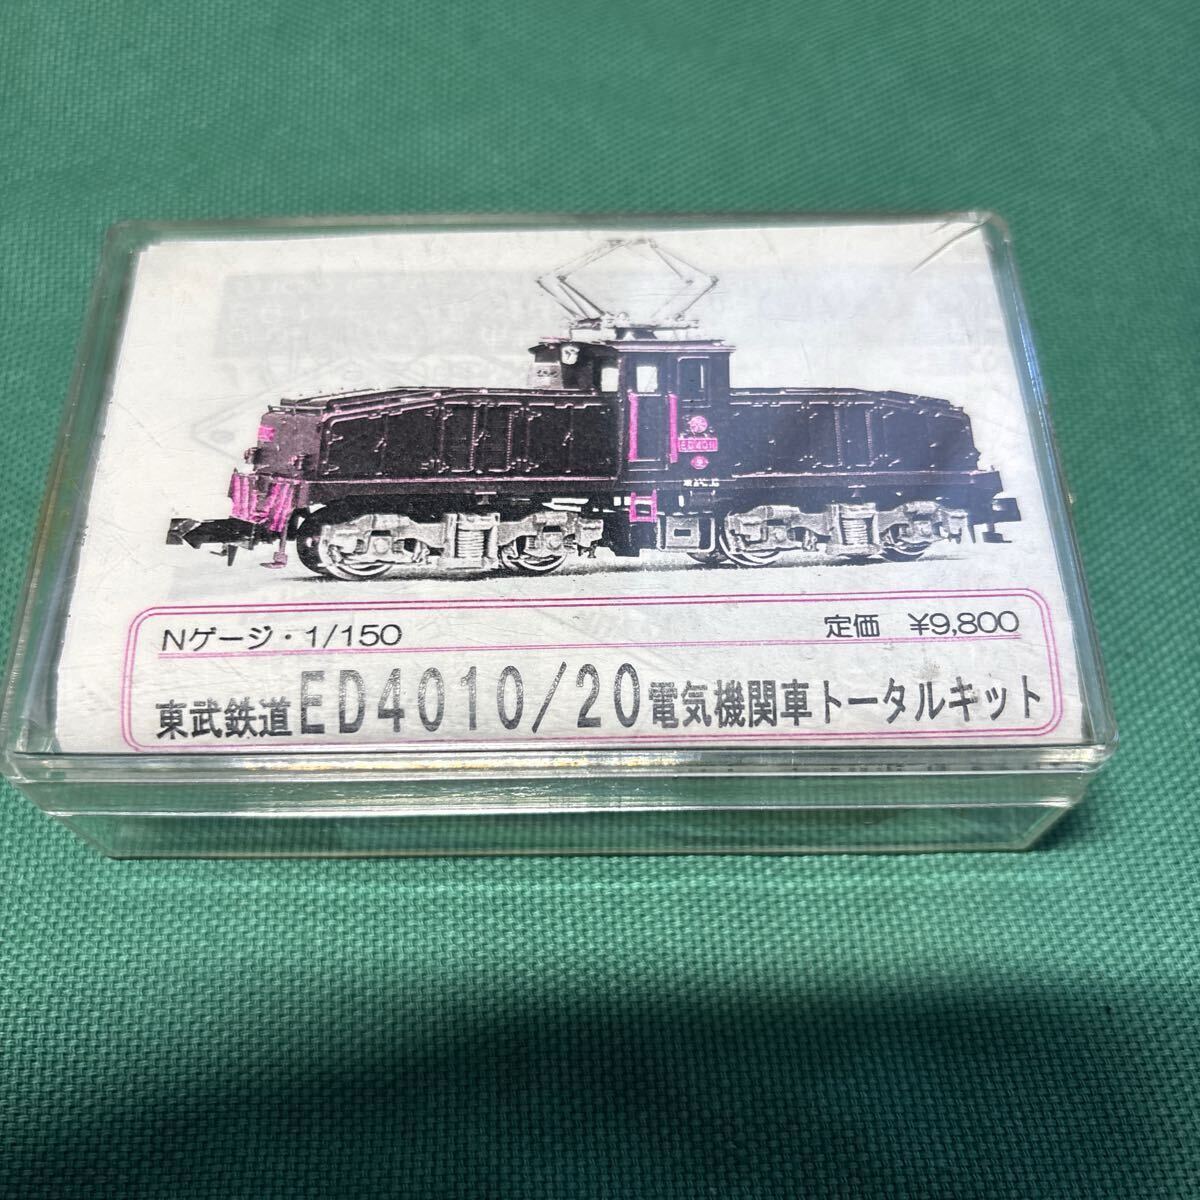 ED4011
Nゲージ・1/150
定価 ¥9,800
東武鉄道ED4010/20電気機関車トータルキット